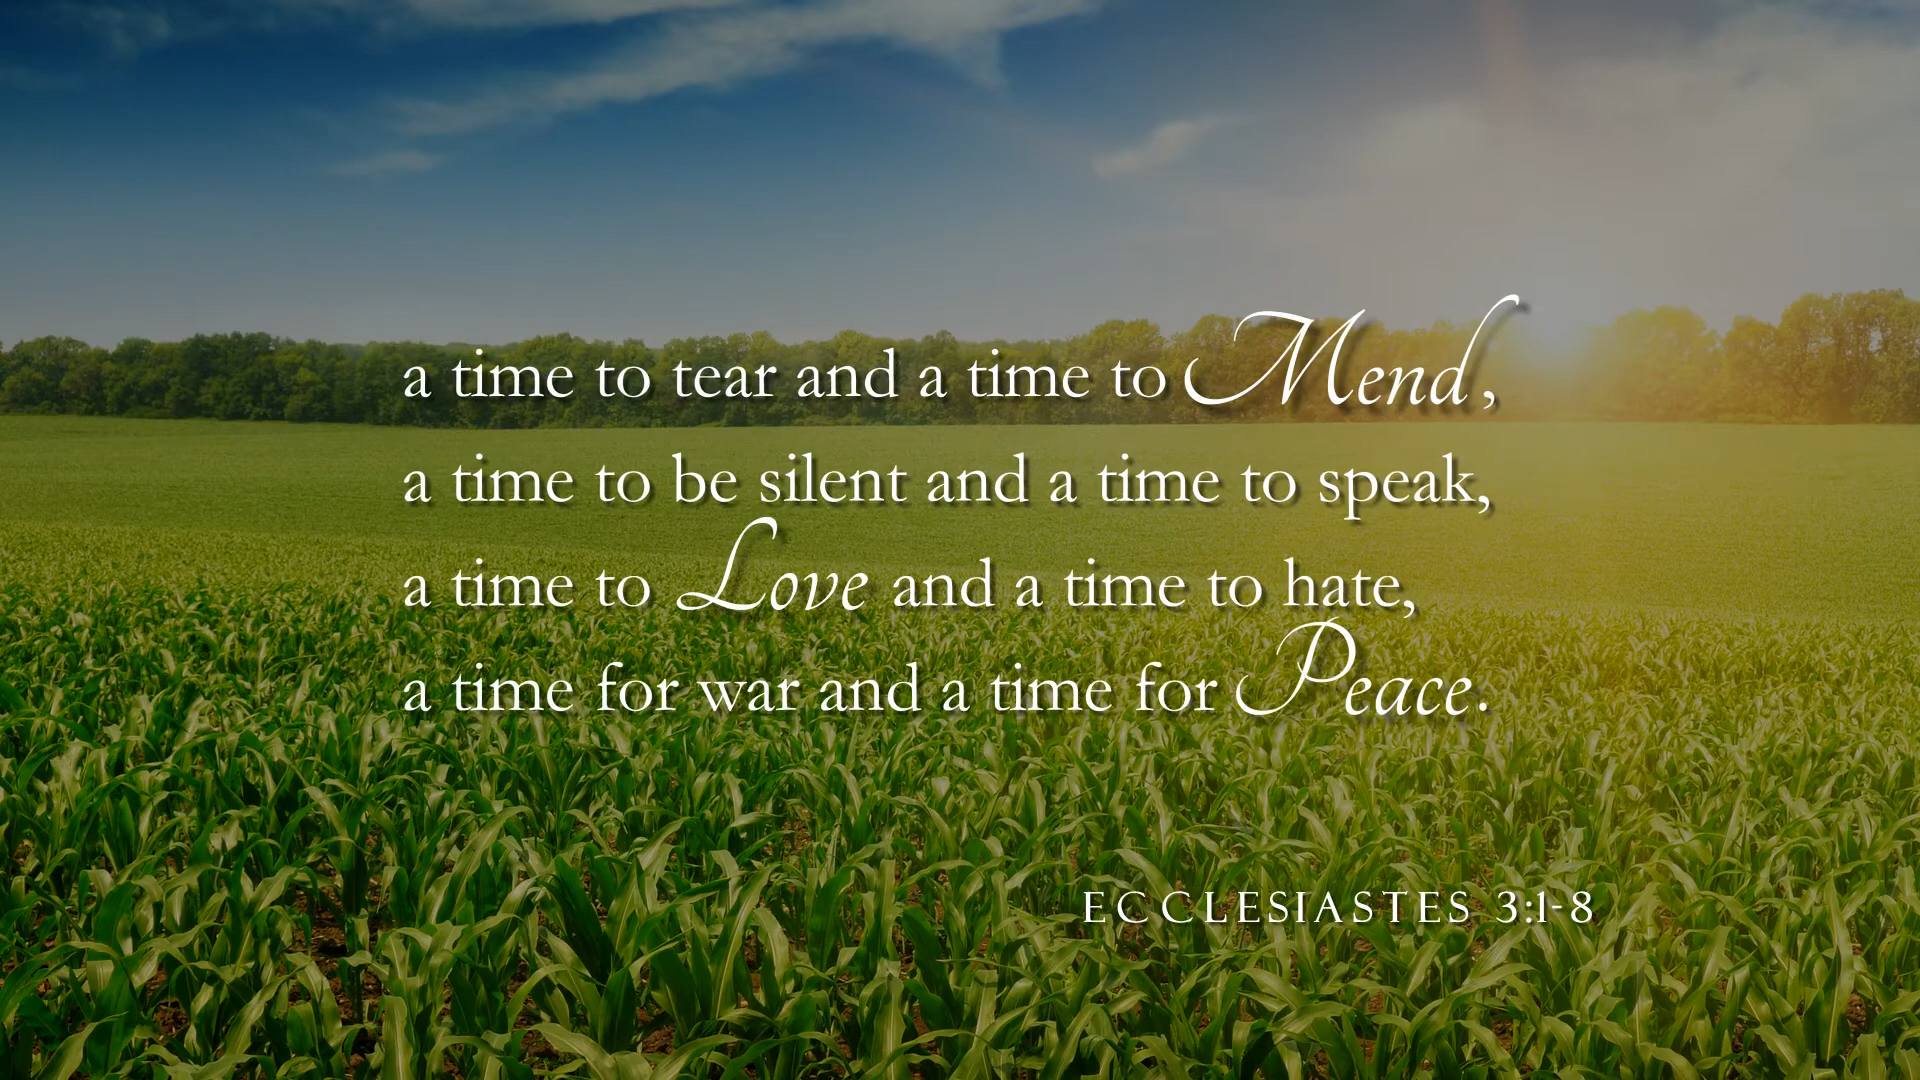 a time to tear and a time to Mend,
a time to be silent and a time to speak,
a time to Love and a time to hate,
a time for war and a time for Peace.
ECCLESIASTES 3:1-8